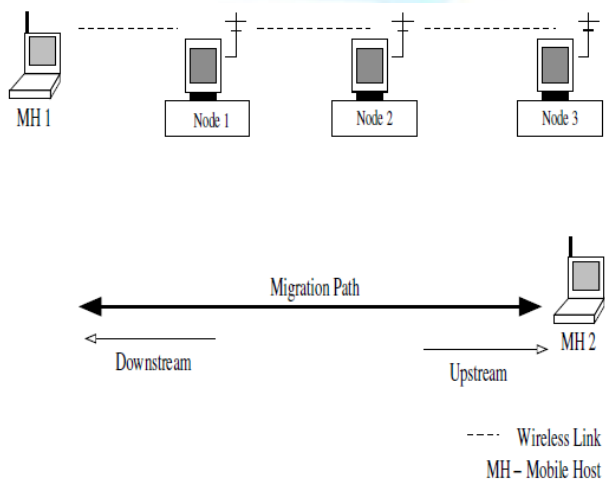 MH 1
Node 1
Node 2
Node 3
Migration Path
Downstream
Upstream
MH 2
Wireless Link
MH – Mobile Host